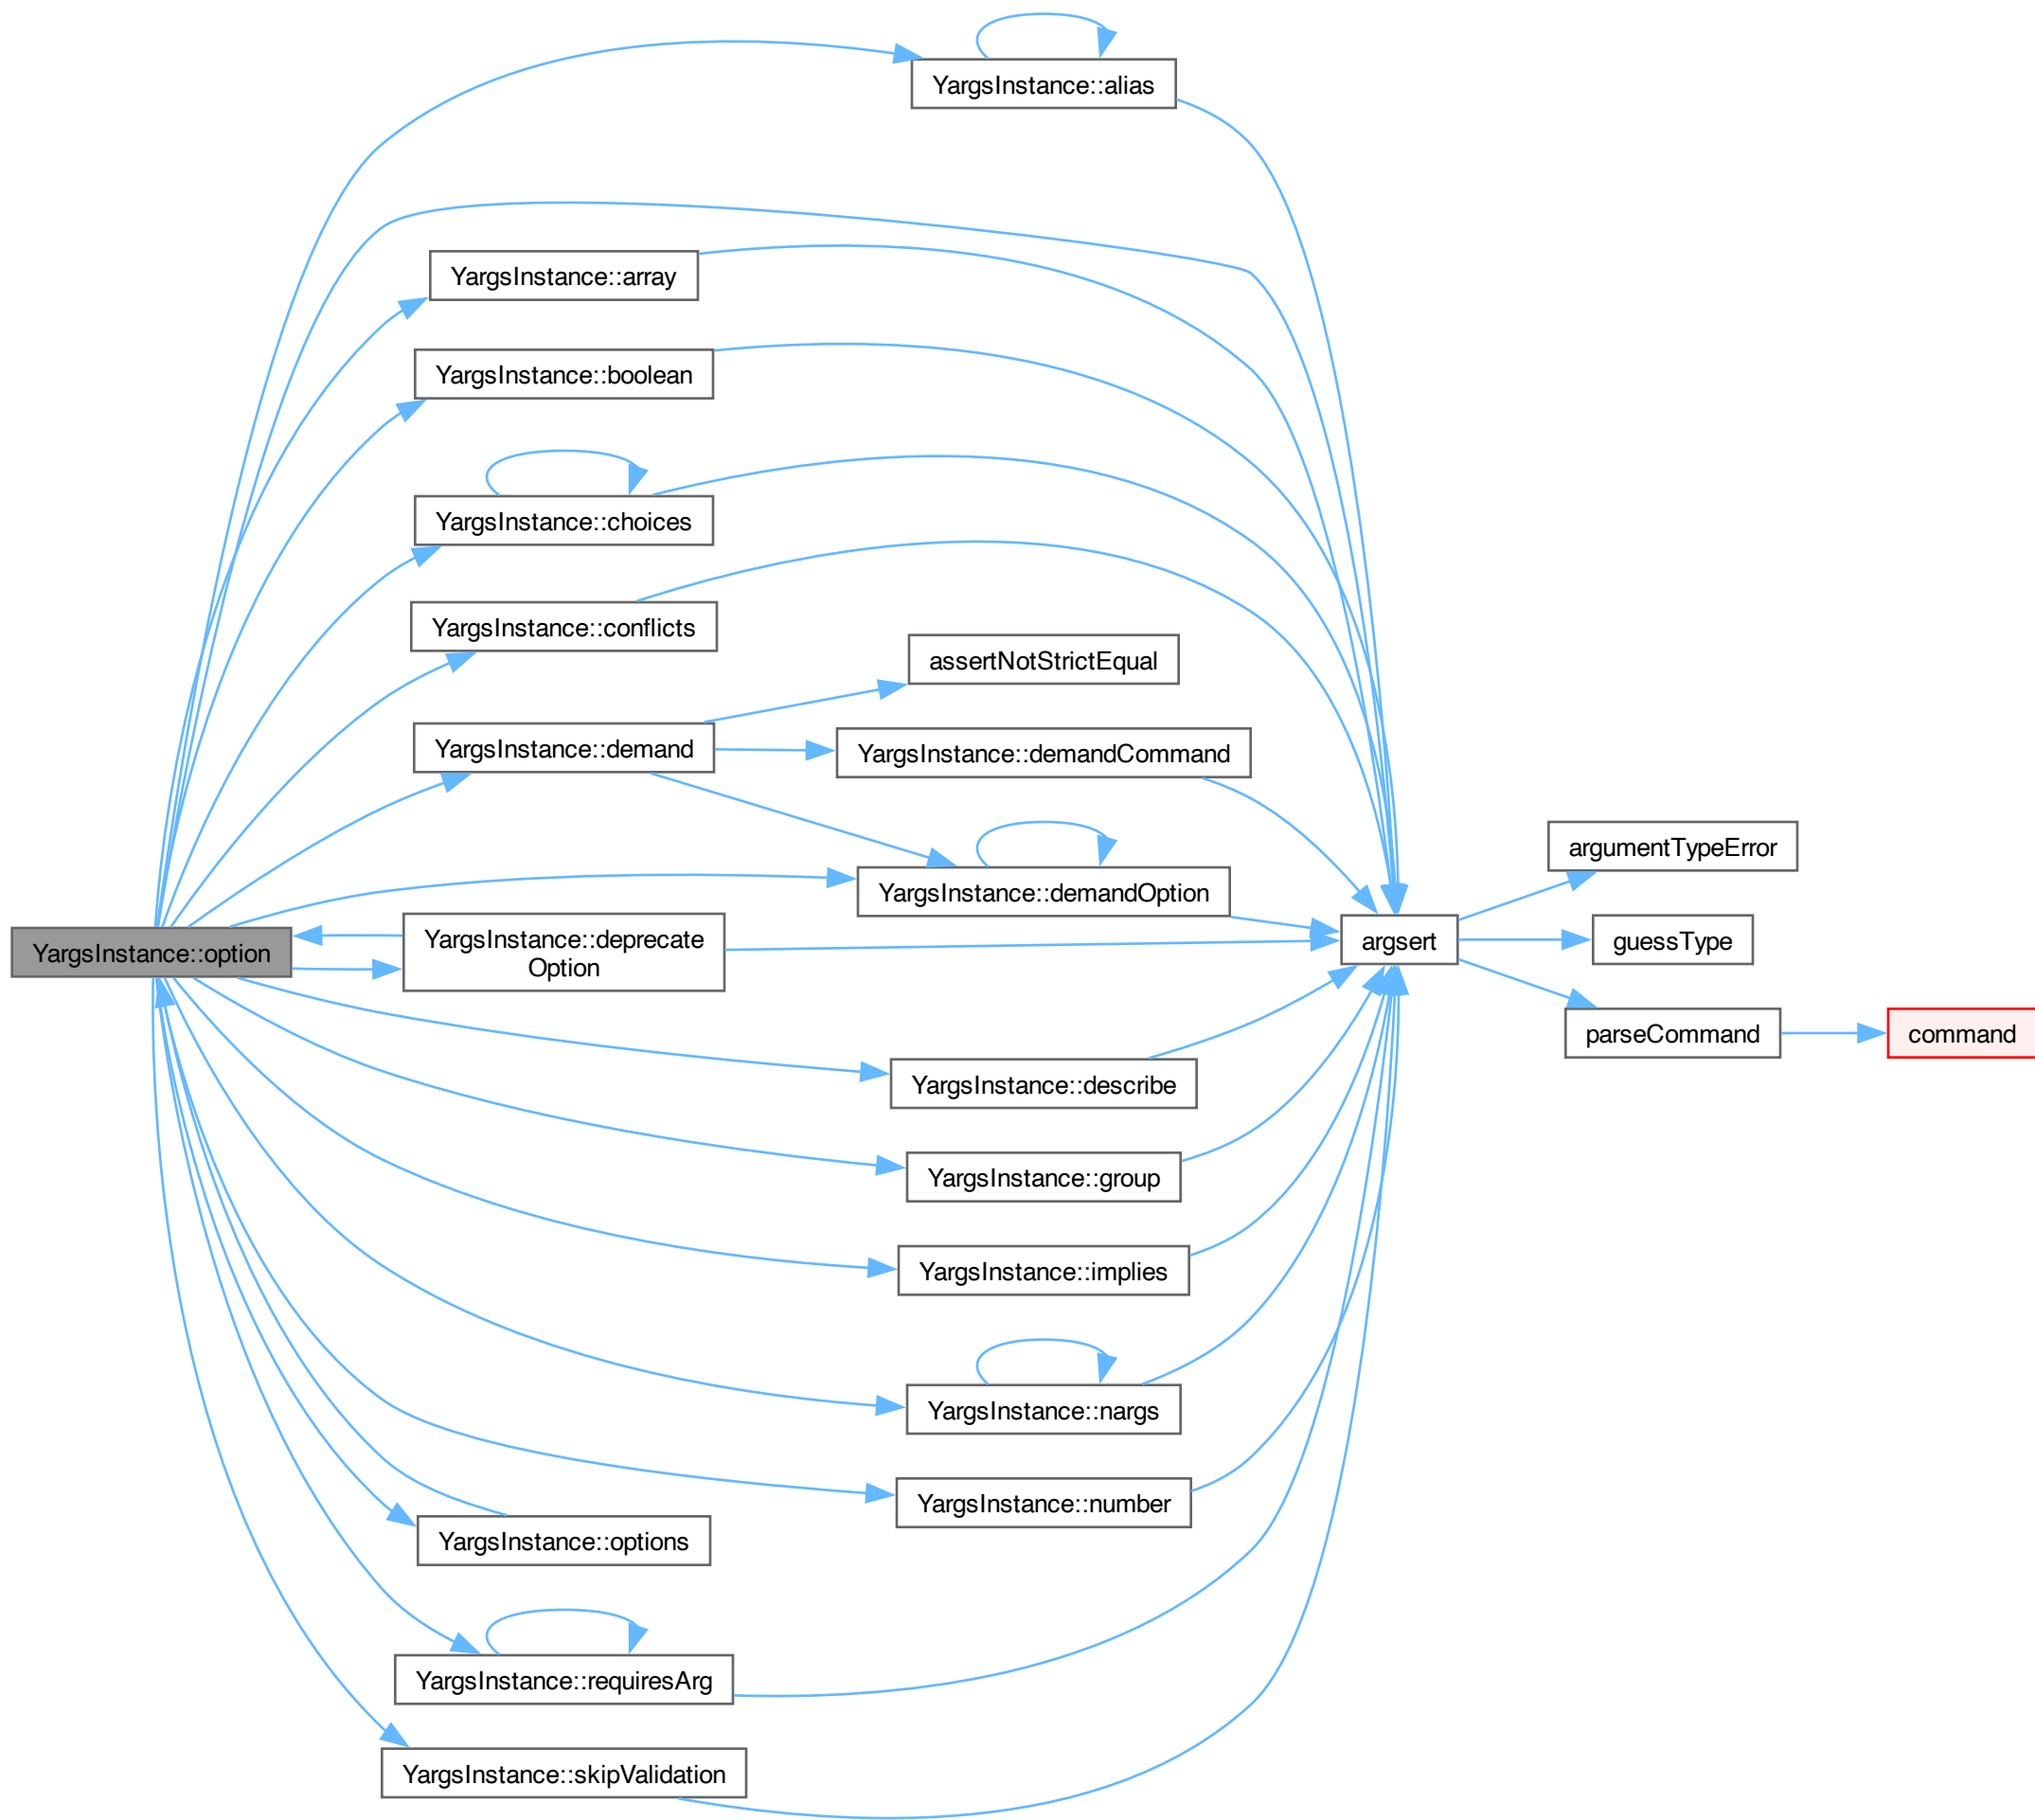 YargsInstance::alias
YargsInstance::array
YargsInstance::boolean
YargsInstance::choices
YargsInstance::conflicts
assertNotStrictEqual
YargsInstance::demand
YargsInstance::demandCommand
argumentTypeError
YargsInstance::demandOption
YargsInstance::option
YargsInstance::deprecate
Option
argsert
guessType
parseCommand
command
YargsInstance::describe
YargsInstance::group
YargsInstance::implies
YargsInstance::nargs
YargsInstance::number
YargsInstance::options
YargsInstance::requiresArg
YargsInstance::skipValidation